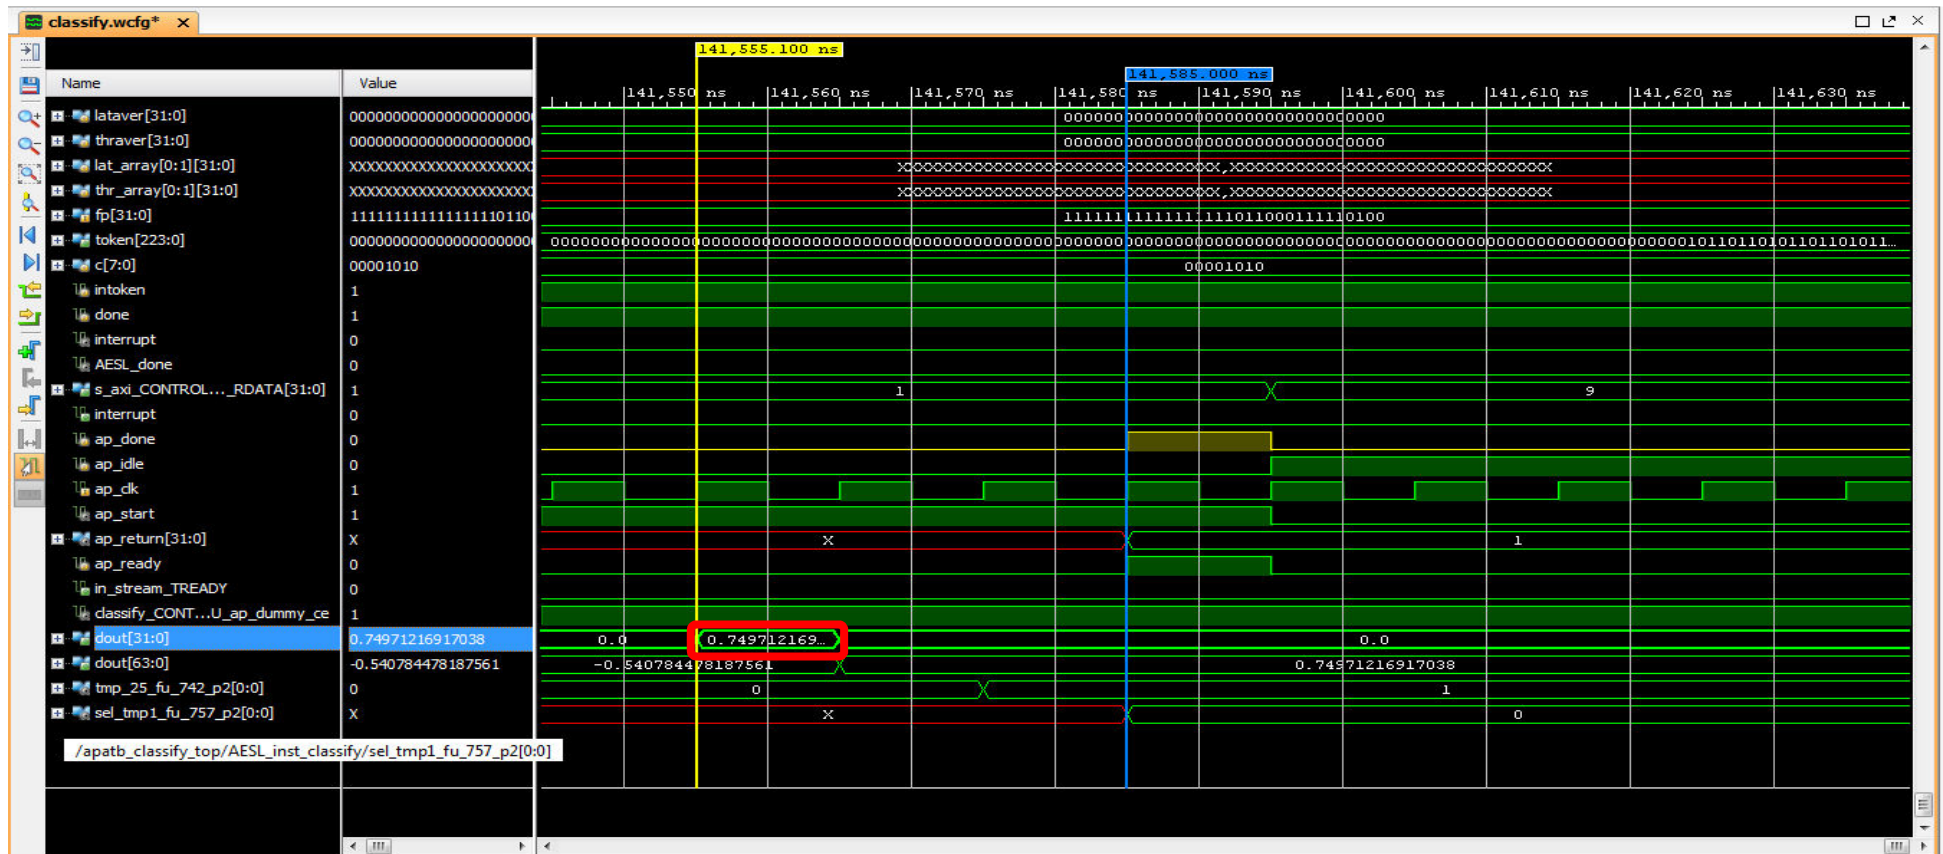 classify.wcfg*
141,555.100 ns
141,585.000 ns
Name Value
141,550 ns 141,560 ns 141,570 ns 141,580 ns 141,590 ns 141,600 ns 141,610 ns 141,620 ns 141,630 ns
lataver[31:0]
thraver[31:0]
lat_array[0:1][31:0]
thr_array[0:1][31:0]
fp[31:0] 11111111111111111011000111110100
token[223:0]
c[7:0] 00001010 00001010
intoken 1
done 1
interrupt 0
AESL_done 0
s_axi_CONTROL..._RDATA[31:0] 1 1 9
interrupt 0
ap_done 0
ap_idle 0
ap_clk 1
ap_start 1
ap_return[31:0] X X 1
ap_ready 0
in_stream_TREADY 0
classify_CONT...U_ap_dummy_ce 1
dout[31:0] 0.74971216917038 0.0 0.749712169... 0.0
dout[63:0] -0.540784478187561 -0.540784478187561 0.74971216917038
tmp_25_fu_742_p2[0:0] 0 0 1
sel_tmp1_fu_757_p2[0:0] X X 0
/apatb_classify_top/AESL_inst_classify/sel_tmp1_fu_757_p2[0:0]